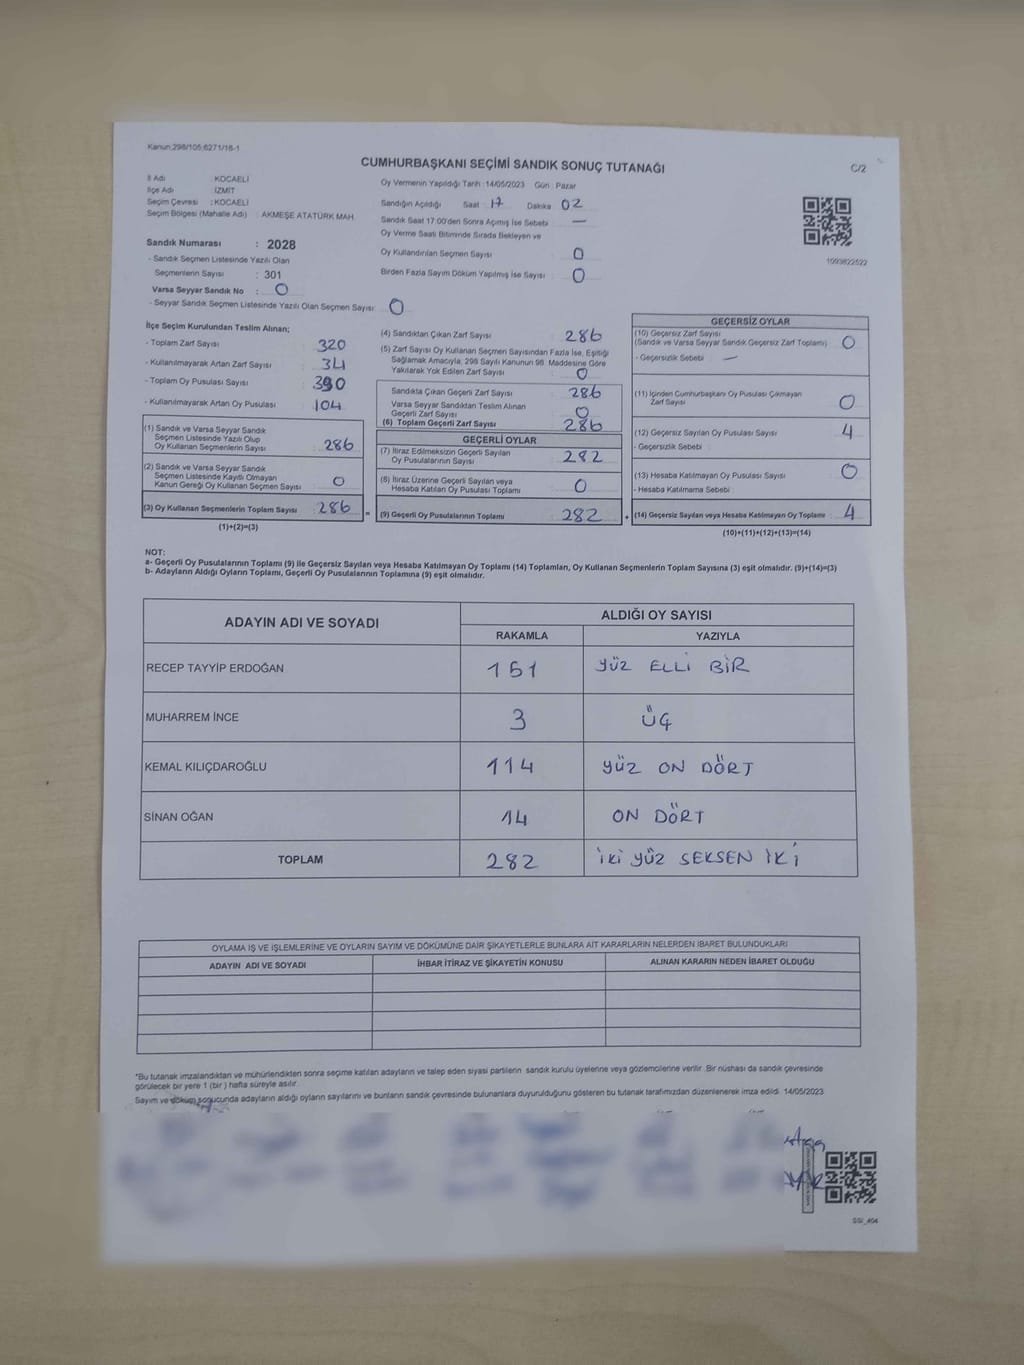 Kanun:298/105;6271/16-1
CUMHURBAŞKANI SEÇİMİ SANDIK SONUÇ TUTANAĞI
C/2
İl Adı : KOCAELİ
İlçe Adı : İZMİT
Seçim Çevresi : KOCAELİ
Seçim Bölgesi (Mahalle Adı) : AKMEŞE ATATÜRK MAH.
Oy Vermenin Yapıldığı Tarih :14/05/2023 Gün : Pazar
Sandığın Açıldığı Saat 17 Dakika 02
Sandık Saat 17:00'den Sonra Açılmış İse Sebebi : —
Oy Verme Saati Bitiminde Sırada Bekleyen ve
Oy Kullandırılan Seçmen Sayısı : 0
Birden Fazla Sayım Döküm Yapılmış İse Sayısı : 0
1093822522
Sandık Numarası : 2028
- Sandık Seçmen Listesinde Yazılı Olan
Seçmenlerin Sayısı : 301
Varsa Seyyar Sandık No : 0
- Seyyar Sandık Seçmen Listesinde Yazılı Olan Seçmen Sayısı: 0
İlçe Seçim Kurulundan Teslim Alınan;
- Toplam Zarf Sayısı : 320
- Kullanılmayarak Artan Zarf Sayısı : 34
- Toplam Oy Pusulası Sayısı : 390
- Kullanılmayarak Artan Oy Pusulası : 104
(1) Sandık ve Varsa Seyyar Sandık
Seçmen Listesinde Yazılı Olup
Oy Kullanan Seçmenlerin Sayısı : 286
(2) Sandık ve Varsa Seyyar Sandık
Seçmen Listesinde Kayıtlı Olmayan
Kanun Gereği Oy Kullanan Seçmen Sayısı : 0
(3) Oy Kullanan Seçmenlerin Toplam Sayısı : 286
(1)+(2)=(3)
(4) Sandıktan Çıkan Zarf Sayısı : 286
(5) Zarf Sayısı Oy Kullanan Seçmen Sayısından Fazla İse, Eşitliği
Sağlamak Amacıyla, 298 Sayılı Kanunun 98. Maddesine Göre
Yakılarak Yok Edilen Zarf Sayısı : 0
Sandıkta Çıkan Geçerli Zarf Sayısı : 286
Varsa Seyyar Sandıktan Teslim Alınan
Geçerli Zarf Sayısı : 0
(6) Toplam Geçerli Zarf Sayısı : 286
GEÇERLİ OYLAR
(7) İtiraz Edilmeksizin Geçerli Sayılan
Oy Pusulalarının Sayısı : 282
(8) İtiraz Üzerine Geçerli Sayılan veya
Hesaba Katılan Oy Pusulaları Toplamı : 0
= (9) Geçerli Oy Pusulalarının Toplamı : 282 +
GEÇERSİZ OYLAR
(10) Geçersiz Zarf Sayısı
(Sandık ve Varsa Seyyar Sandık Geçersiz Zarf Toplamı) : 0
- Geçersizlik Sebebi : —
(11) İçinden Cumhurbaşkanı Oy Pusulası Çıkmayan
Zarf Sayısı : 0
(12) Geçersiz Sayılan Oy Pusulası Sayısı : 4
- Geçersizlik Sebebi :
(13) Hesaba Katılmayan Oy Pusulası Sayısı : 0
- Hesaba Katılmama Sebebi :
(14) Geçersiz Sayılan veya Hesaba Katılmayan Oy Toplamı : 4
(10)+(11)+(12)+(13)=(14)
NOT:
a- Geçerli Oy Pusulalarının Toplamı (9) ile Geçersiz Sayılan veya Hesaba Katılmayan Oy Toplamı (14) Toplamları, Oy Kullanan Seçmenlerin Toplam Sayısına (3) eşit olmalıdır. (9)+(14)=(3)
b- Adayların Aldığı Oyların Toplamı, Geçerli Oy Pusulalarının Toplamına (9) eşit olmalıdır.
ADAYIN ADI VE SOYADI ALDIĞI OY SAYISI
RAKAMLA YAZIYLA
RECEP TAYYİP ERDOĞAN 151 YÜZ ELLİ BİR
MUHARREM İNCE 3 ÜÇ
KEMAL KILIÇDAROĞLU 114 YÜZ ON DÖRT
SİNAN OĞAN 14 ON DÖRT
TOPLAM 282 İKİ YÜZ SEKSEN İKİ
OYLAMA İŞ VE İŞLEMLERİNE VE OYLARIN SAYIM VE DÖKÜMÜNE DAİR ŞİKAYETLERLE BUNLARA AİT KARARLARIN NELERDEN İBARET BULUNDUKLARI
ADAYIN ADI VE SOYADI İHBAR İTİRAZ VE ŞİKAYETİN KONUSU ALINAN KARARIN NEDEN İBARET OLDUĞU
*Bu tutanak imzalandıktan ve mühürlendikten sonra seçime katılan adayların ve talep eden siyasi partilerin sandık kurulu üyelerine veya gözlemcilerine verilir. Bir nüshası da sandık çevresinde
görülecek bir yere 1 (bir) hafta süreyle asılır.
Sayım ve döküm sonucunda adayların aldığı oyların sayılarını ve bunların sandık çevresinde bulunanlara duyurulduğunu gösteren bu tutanak tarafımızdan düzenlenerek imza edildi. 14/05/2023
SSI_404